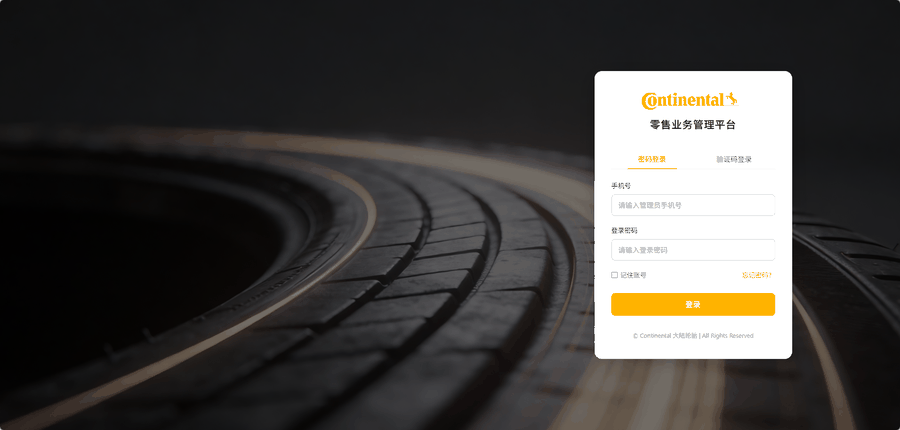 Continental
零售业务管理平台
密码登录 验证码登录
手机号
请输入管理员手机号
登录密码
请输入登录密码
记住账号 忘记密码?
登录
© Continental 大陆轮胎 | All Rights Reserved